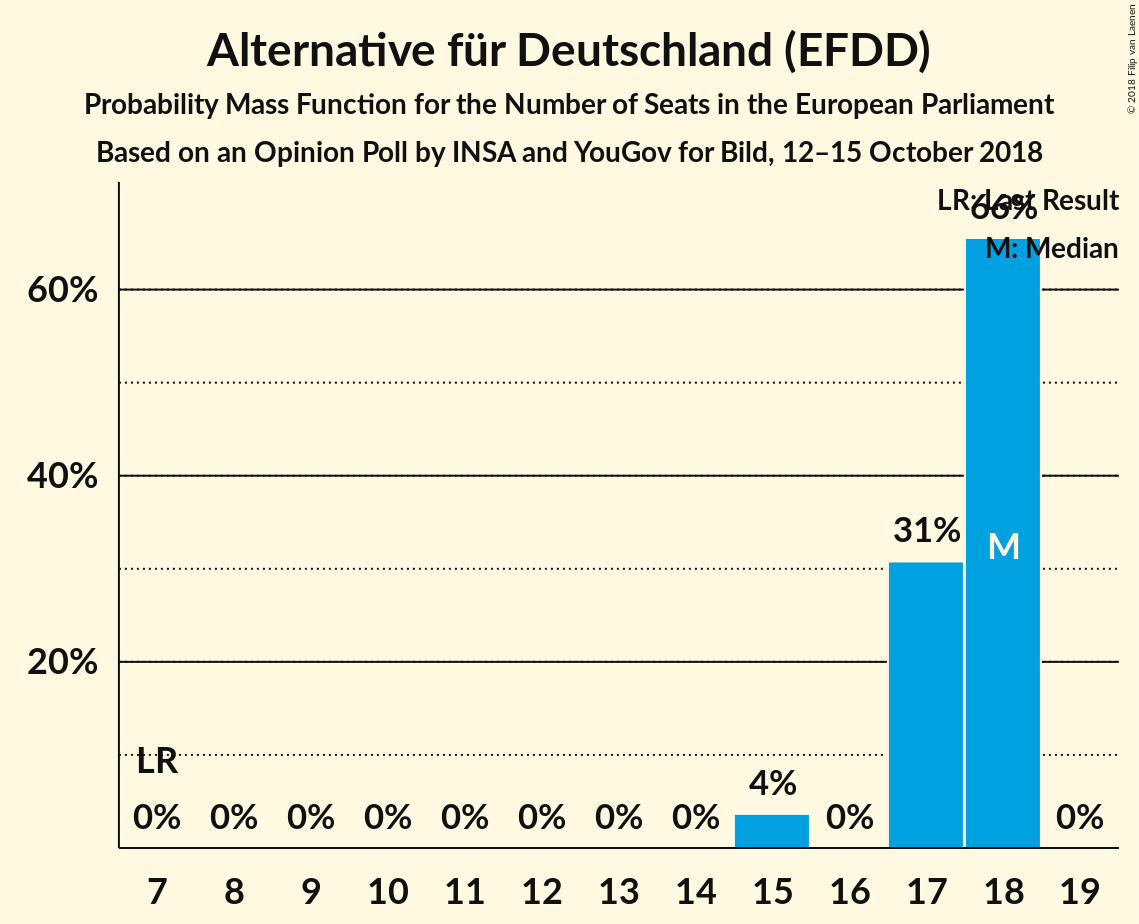 Alternative für Deutschland (EFDD)
Probability Mass Function for the Number of Seats in the European Parliament
Based on an Opinion Poll by INSA and YouGov for Bild, 12–15 October 2018
© 2018 Filip van Laenen
LR: Last Result
66%
M: Median
60%
40%
31%
M
20%
LR
4%
0% 0% 0% 0% 0% 0% 0% 0% 0% 0%
7 8 9 10 11 12 13 14 15 16 17 18 19